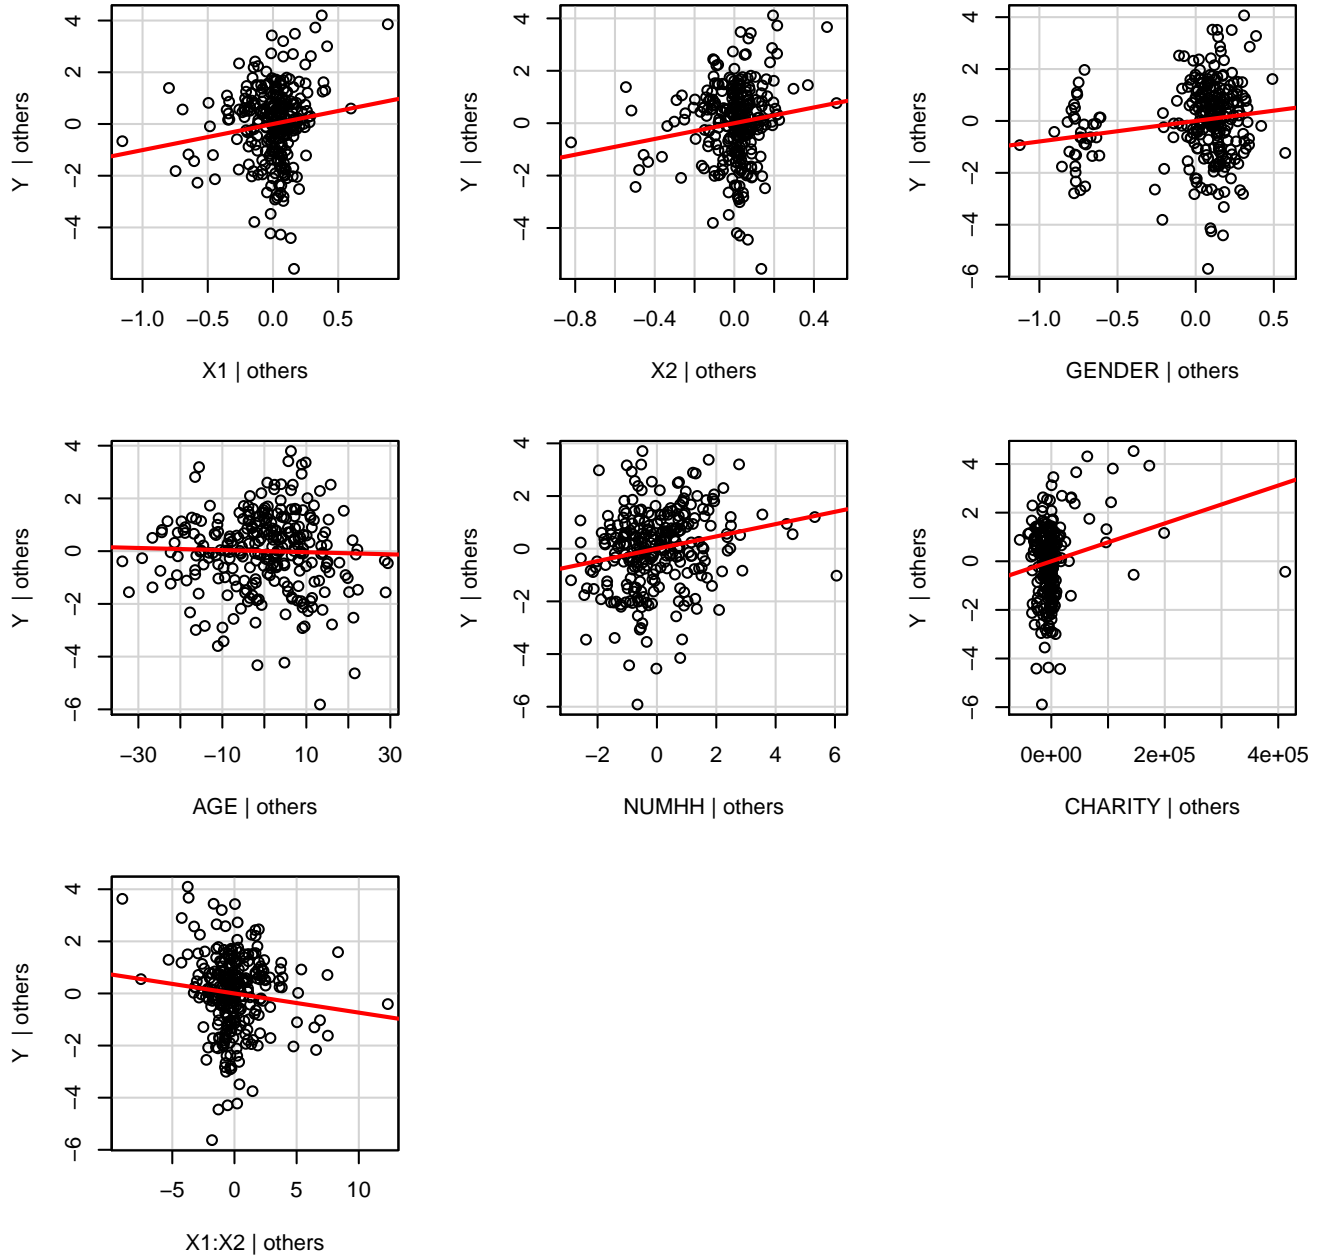 4
2
0
−2
−4
Y | others
−1.0 −0.5 0.0 0.5
X1 | others
4
2
0
−2
−4
Y | others
−0.8 −0.4 0.0 0.4
X2 | others
4
2
0
−2
−4
−6
Y | others
−1.0 −0.5 0.0 0.5
GENDER | others
4
2
0
−2
−4
−6
Y | others
−30 −10 10 30
AGE | others
4
2
0
−2
−4
−6
Y | others
−2 0 2 4 6
NUMHH | others
4
2
0
−2
−4
−6
Y | others
0e+00 2e+05 4e+05
CHARITY | others
4
2
0
−2
−4
−6
Y | others
−5 0 5 10
X1:X2 | others